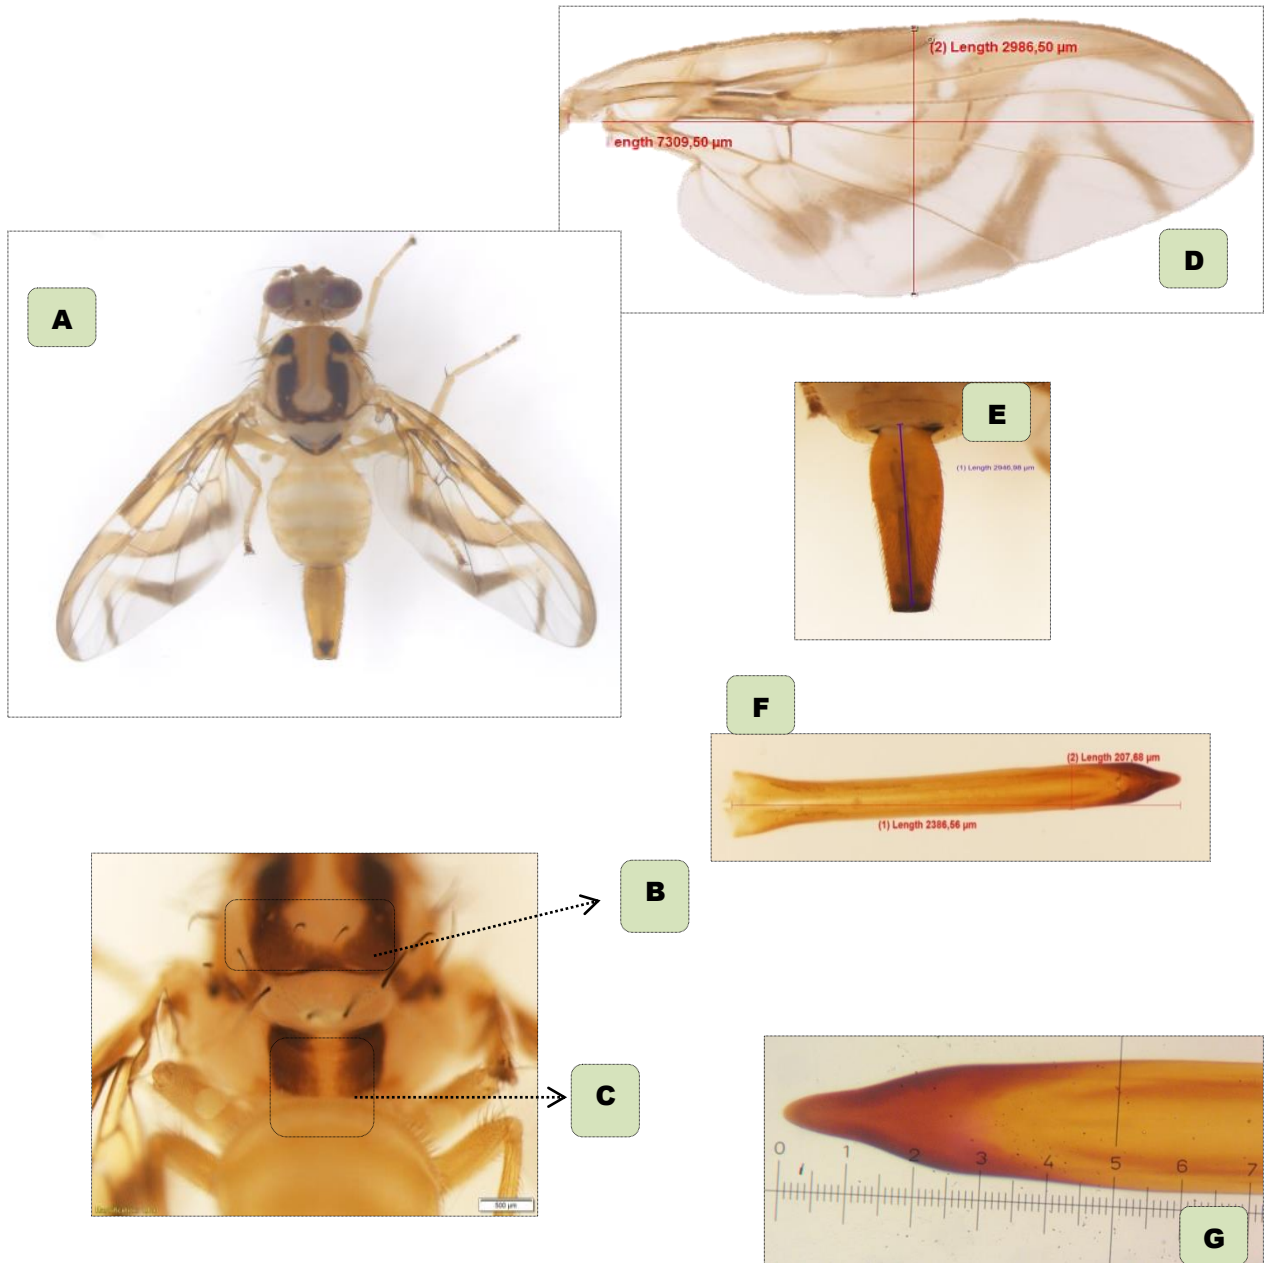 (2) Length 2986,50 µm
ength 7309,50 µm
D
A
E
(1) Length 2946,98 µm
F
(2) Length 207,68 µm
(1) Length 2386,56 µm
B
C
500 µm
0 1 2 3 4 5 6 7
G